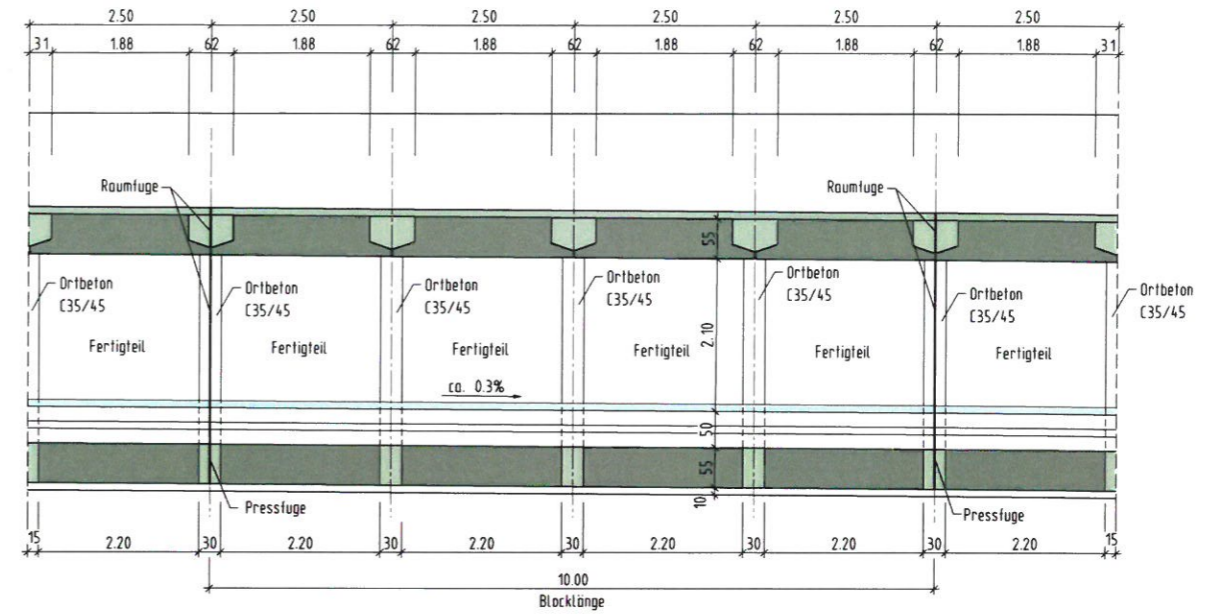 2.50 2.50 2.50 2.50 2.50 2.50
31 1.88 62 1.88 62 1.88 62 1.88 62 1.88 62 1.88 31
Raumfuge
Raumfuge
55
Ortbeton
C35/45
Ortbeton
C35/45
Ortbeton
C35/45
Ortbeton
C35/45
Ortbeton
C35/45
Ortbeton
C35/45
Ortbeton
C35/45
2.10
Fertigteil
Fertigteil
Fertigteil
Fertigteil
Fertigteil
Fertigteil
ca. 0.3%
50
55
10
Pressfuge
Pressfuge
15 2.20 30 2.20 30 2.20 30 2.20 30 2.20 30 2.20 15
10.00
Blocklänge